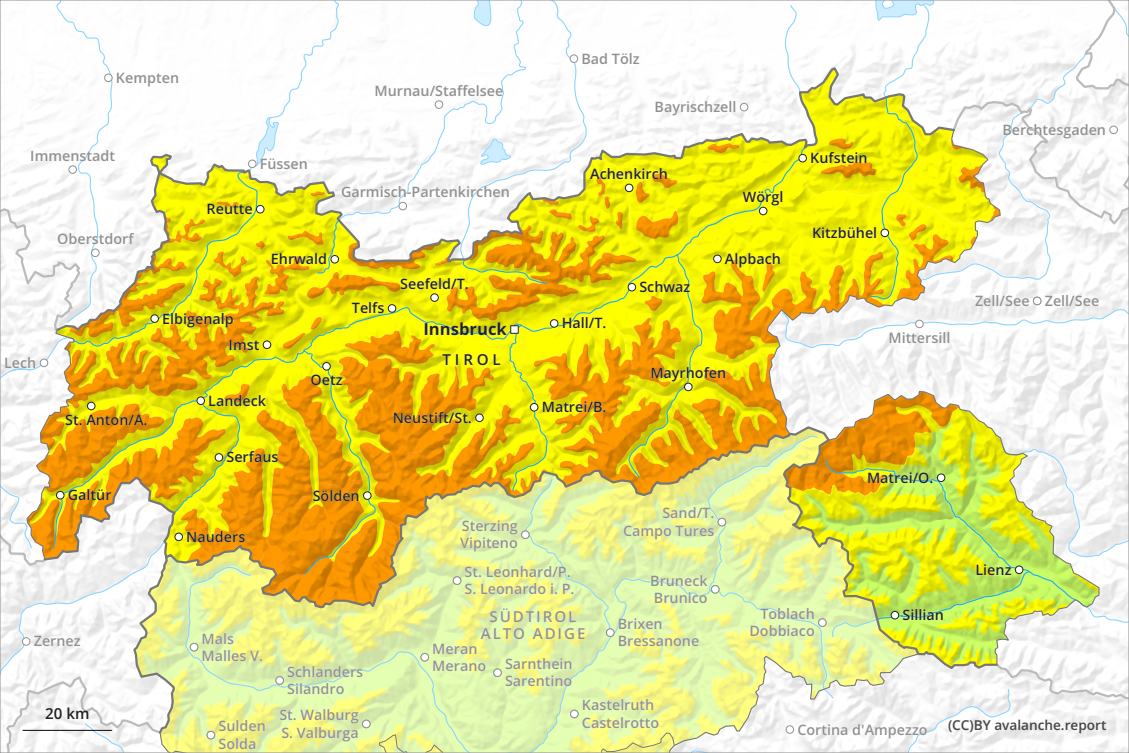 Bad Tölz
Kempten
Murnau/Staffelsee
Bayrischzell
Berchtesgaden
Immenstadt
Füssen
Kufstein
Achenkirch
Garmisch-Partenkirchen
Wörgl
Reutte
Kitzbühel
Oberstdorf
Ehrwald
Alpbach
Seefeld/T.
Schwaz
Zell/See
Zell/See
Telfs
Elbigenalp
Innsbruck
Hall/T.
Mittersill
Imst
TIROL
Lech
Oetz
Mayrhofen
Landeck
Matrei/B.
St. Anton/A.
Neustift/St.
Serfaus
Matrei/O.
Galtür
Sölden
Sand/T.
Campo Tures
Sterzing
Vipiteno
Nauders
St. Leonhard/P.
S. Leonardo i. P.
Lienz
Bruneck
Brunico
SÜDTIROL
ALTO ADIGE
Toblach
Dobbiaco
Sillian
Brixen
Bressanone
Zernez
Mals
Malles V.
Meran
Merano
Sarnthein
Sarentino
Schlanders
Silandro
Kastelruth
Castelrotto
20 km
St. Walburg
S. Valburga
Sulden
Solda
Cortina d'Ampezzo
(CC)BY avalanche.report